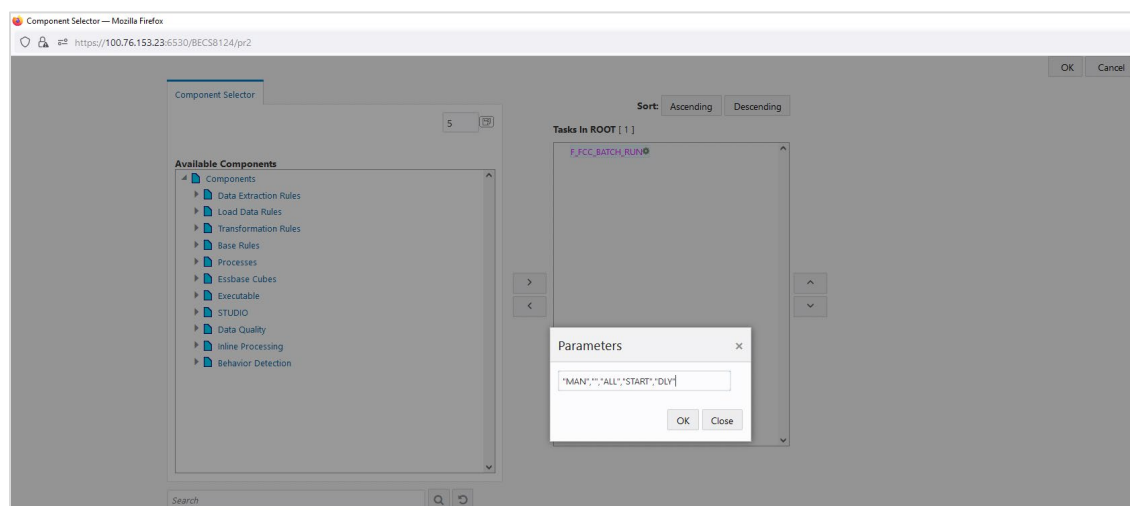 Component Selector — Mozilla Firefox
https://100.76.153.23:6530/BECS8124/pr2
OK Cancel
Component Selector
Sort: Ascending Descending
5
Tasks In ROOT [ 1 ]
F_FCC_BATCH_RUN
Available Components
Components
Data Extraction Rules
Load Data Rules
Transformation Rules
Base Rules
Processes
Essbase Cubes
Executable
STUDIO
Data Quality
Inline Processing
Behavior Detection
> 
<
Parameters ×
"MAN","","ALL","START","DLY"
OK Close
Search